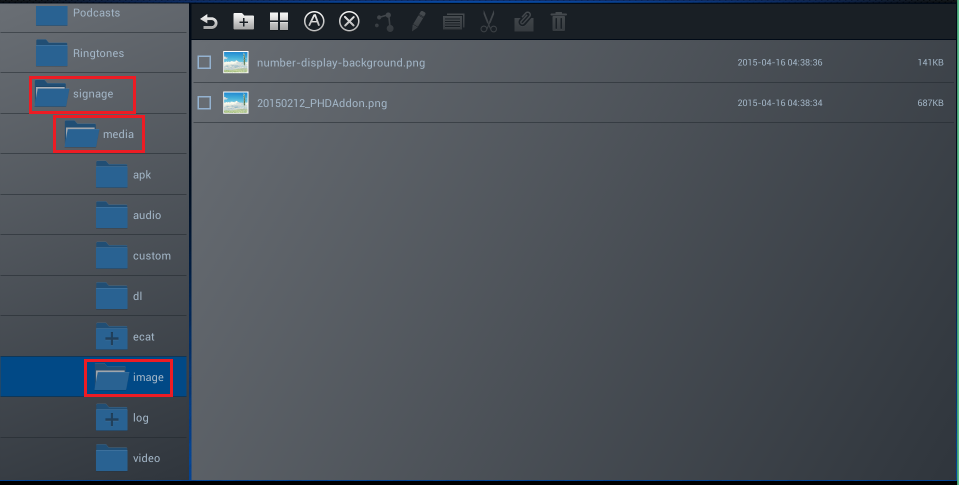 Podcasts
Ringtones
signage
media
apk
audio
custom
dl
ecat
image
log
video
A
number-display-background.png 2015-04-16 04:38:36 141KB
20150212_PHDAddon.png 2015-04-16 04:38:34 687KB